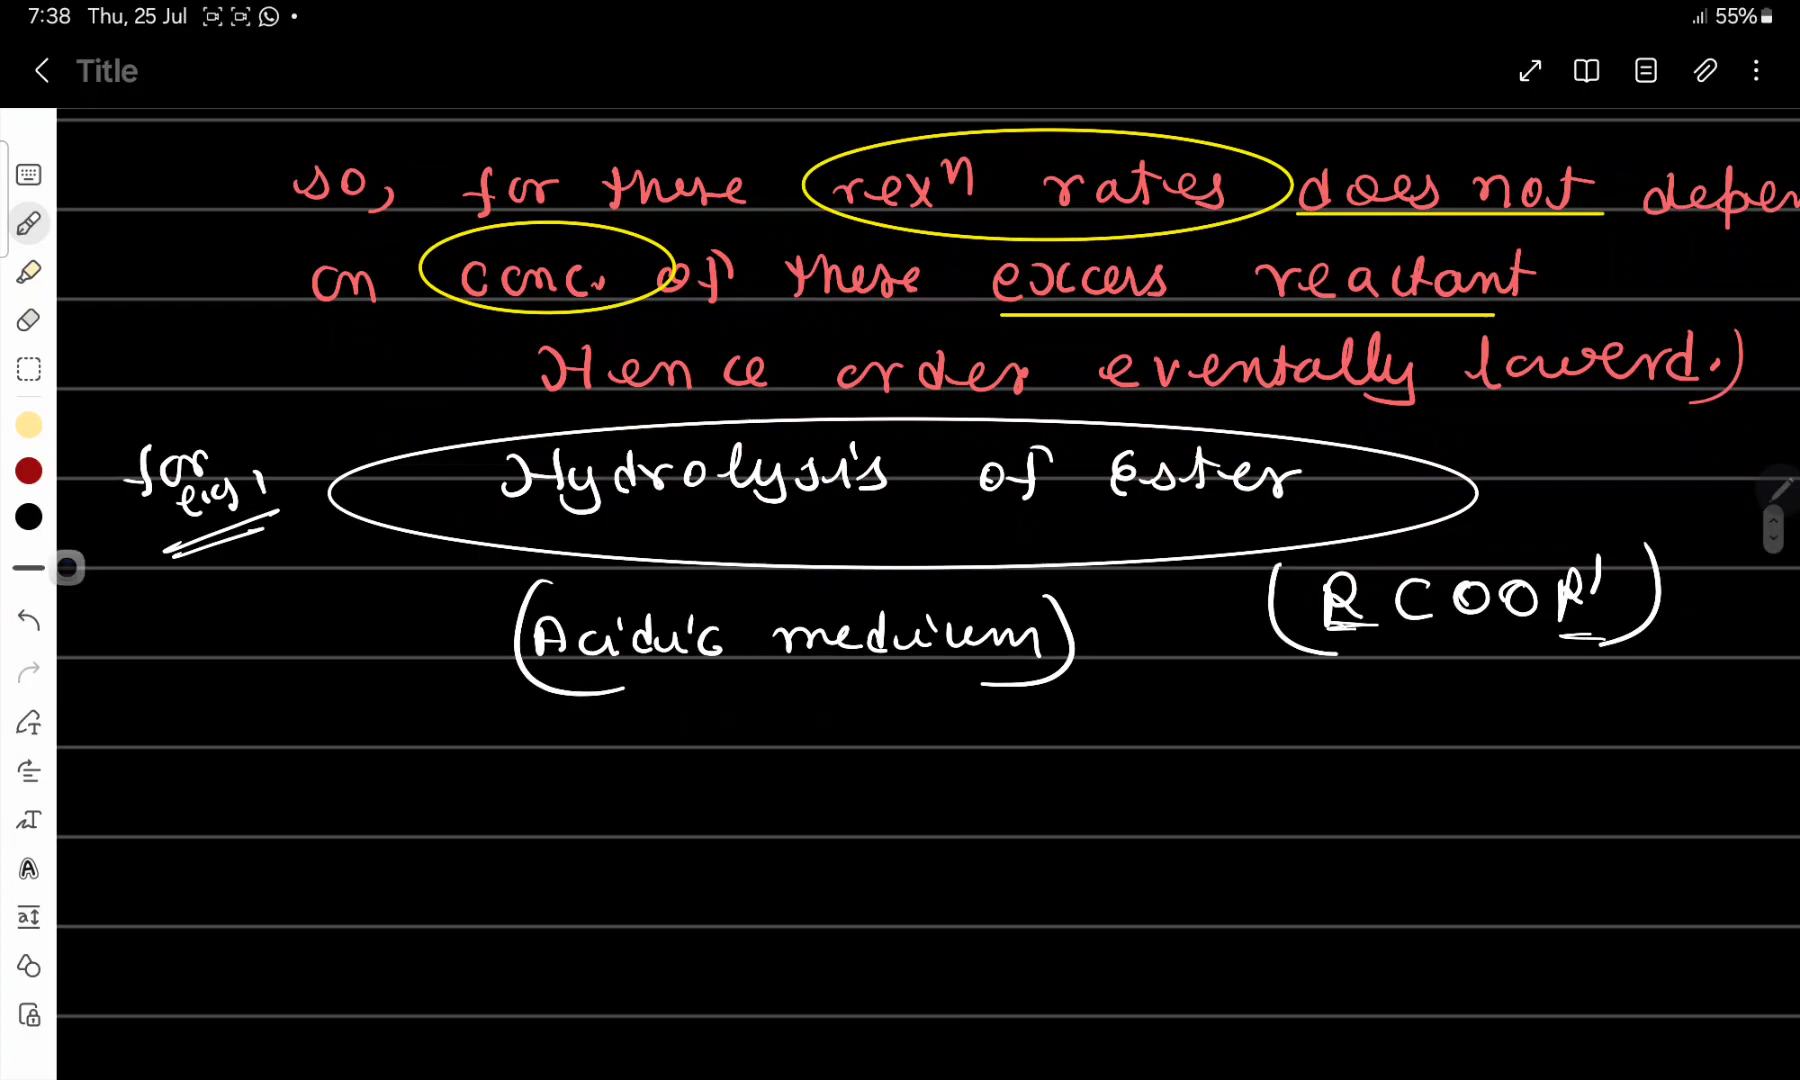 7:38 Thu, 25 Jul 55%
Title
so, for these rexⁿ rates does not depen
on conc. of these excess reactant
Hence order eventally lowerd.)
for eg, Hydrolysis of Ester
(Acidic medium) (RCOOR')